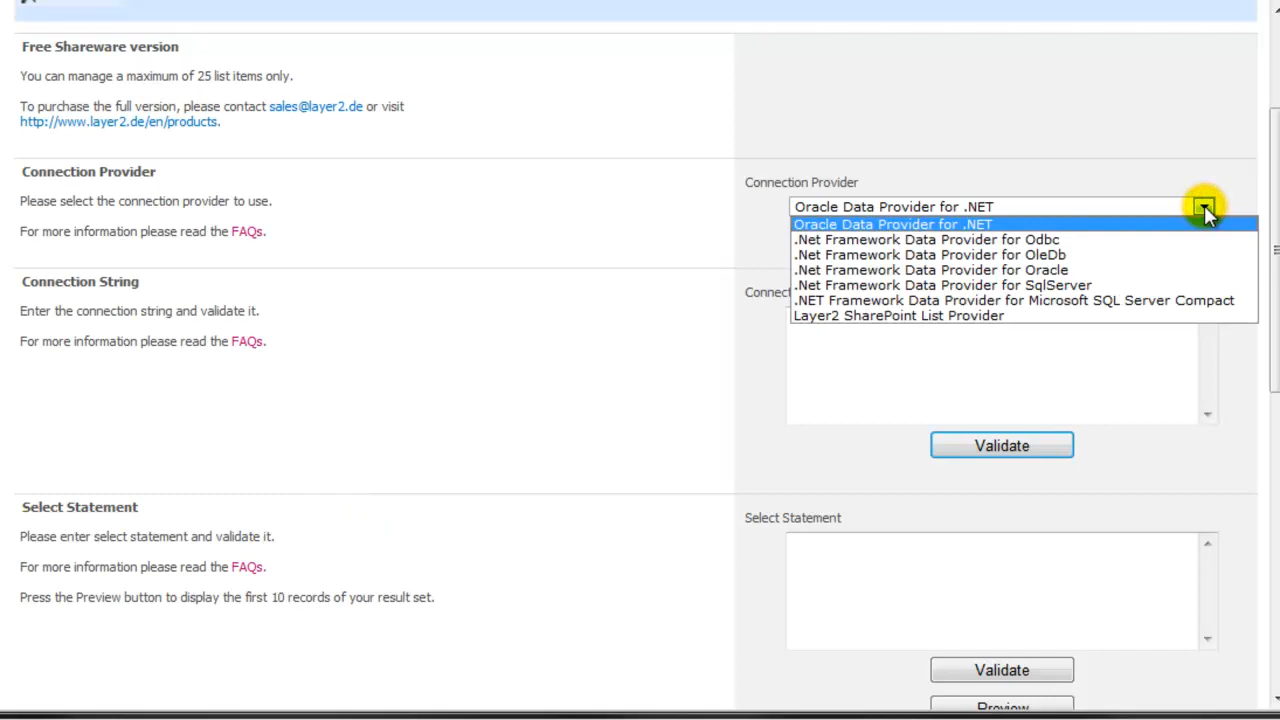 Free Shareware version
You can manage a maximum of 25 list items only.
To purchase the full version, please contact sales@layer2.de or visit
http://www.layer2.de/en/products.
Connection Provider
Please select the connection provider to use.
For more information please read the FAQs.
Connection Provider
Oracle Data Provider for .NET
Oracle Data Provider for .NET
.Net Framework Data Provider for Odbc
.Net Framework Data Provider for OleDb
.Net Framework Data Provider for Oracle
.Net Framework Data Provider for SqlServer
.NET Framework Data Provider for Microsoft SQL Server Compact
Layer2 SharePoint List Provider
Connection String
Enter the connection string and validate it.
For more information please read the FAQs.
Connec
Validate
Select Statement
Please enter select statement and validate it.
For more information please read the FAQs.
Press the Preview button to display the first 10 records of your result set.
Select Statement
Validate
Preview